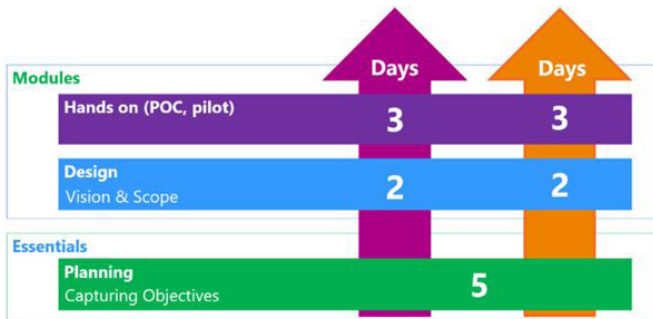 Days Days
Modules
Hands on (POC, pilot) 3 3
Design
Vision & Scope 2 2
Essentials
Planning
Capturing Objectives 5